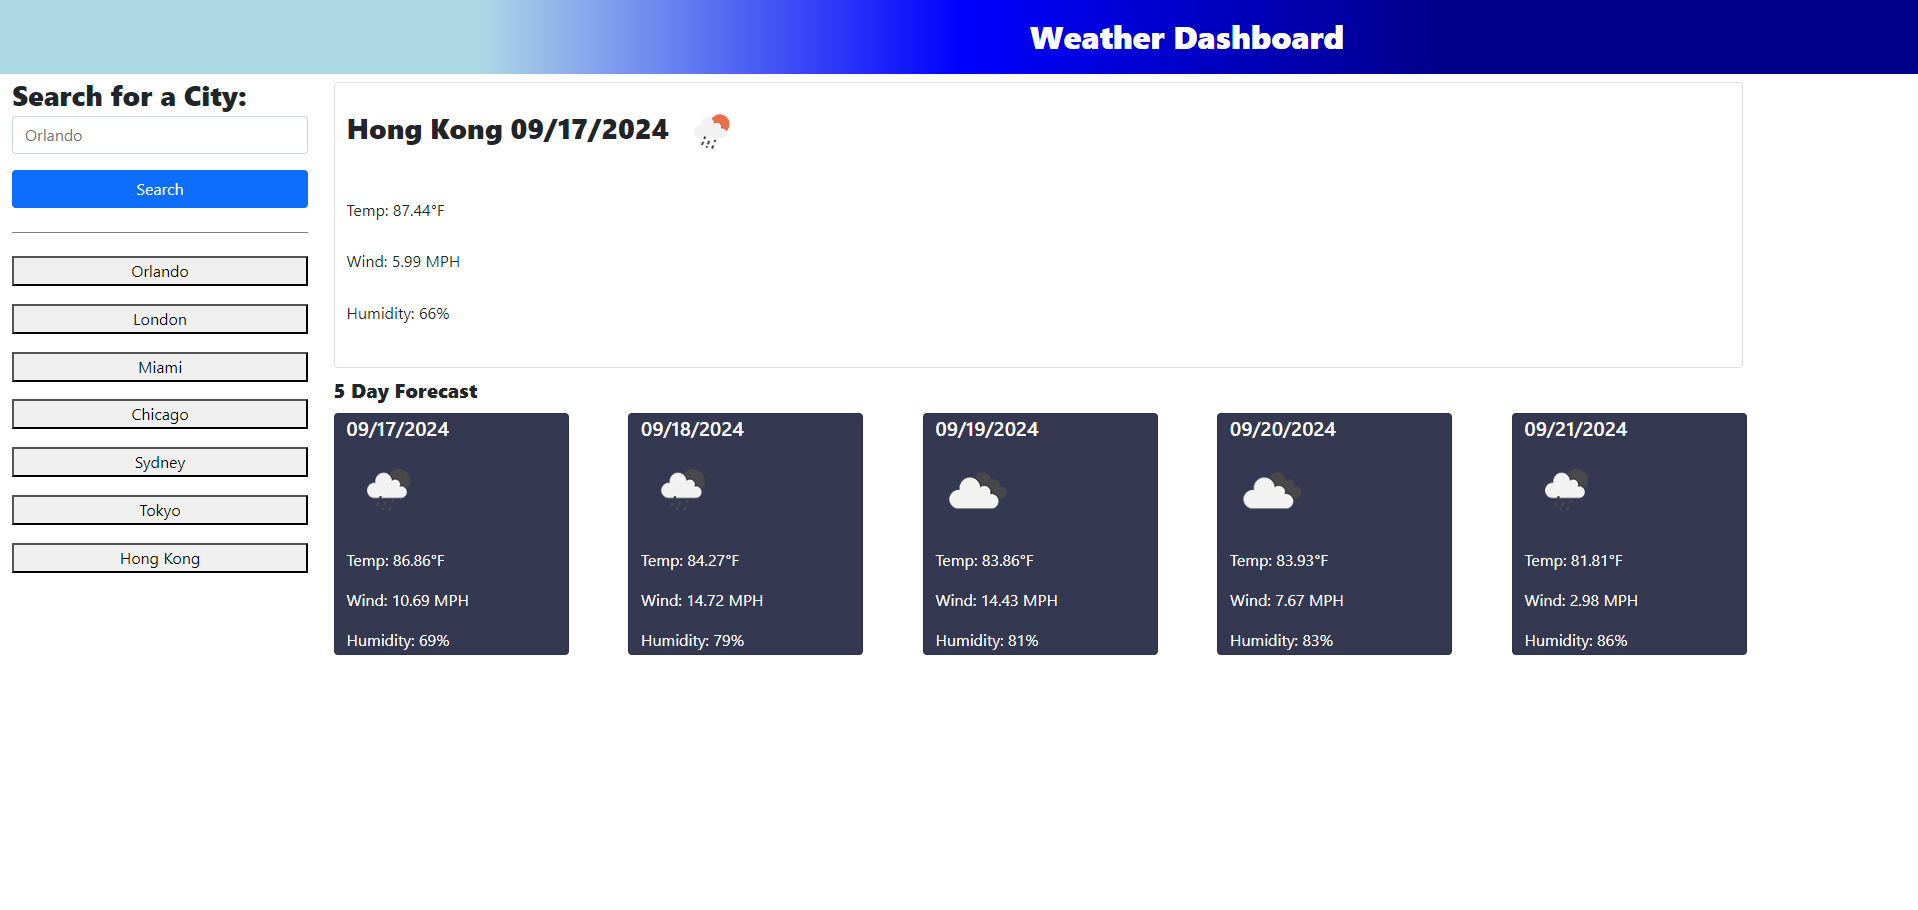 Weather Dashboard
Search for a City:
Orlando
Search
Orlando
London
Miami
Chicago
Sydney
Tokyo
Hong Kong
Hong Kong 09/17/2024
Temp: 87.44°F
Wind: 5.99 MPH
Humidity: 66%
5 Day Forecast
09/17/2024
Temp: 86.86°F
Wind: 10.69 MPH
Humidity: 69%
09/18/2024
Temp: 84.27°F
Wind: 14.72 MPH
Humidity: 79%
09/19/2024
Temp: 83.86°F
Wind: 14.43 MPH
Humidity: 81%
09/20/2024
Temp: 83.93°F
Wind: 7.67 MPH
Humidity: 83%
09/21/2024
Temp: 81.81°F
Wind: 2.98 MPH
Humidity: 86%